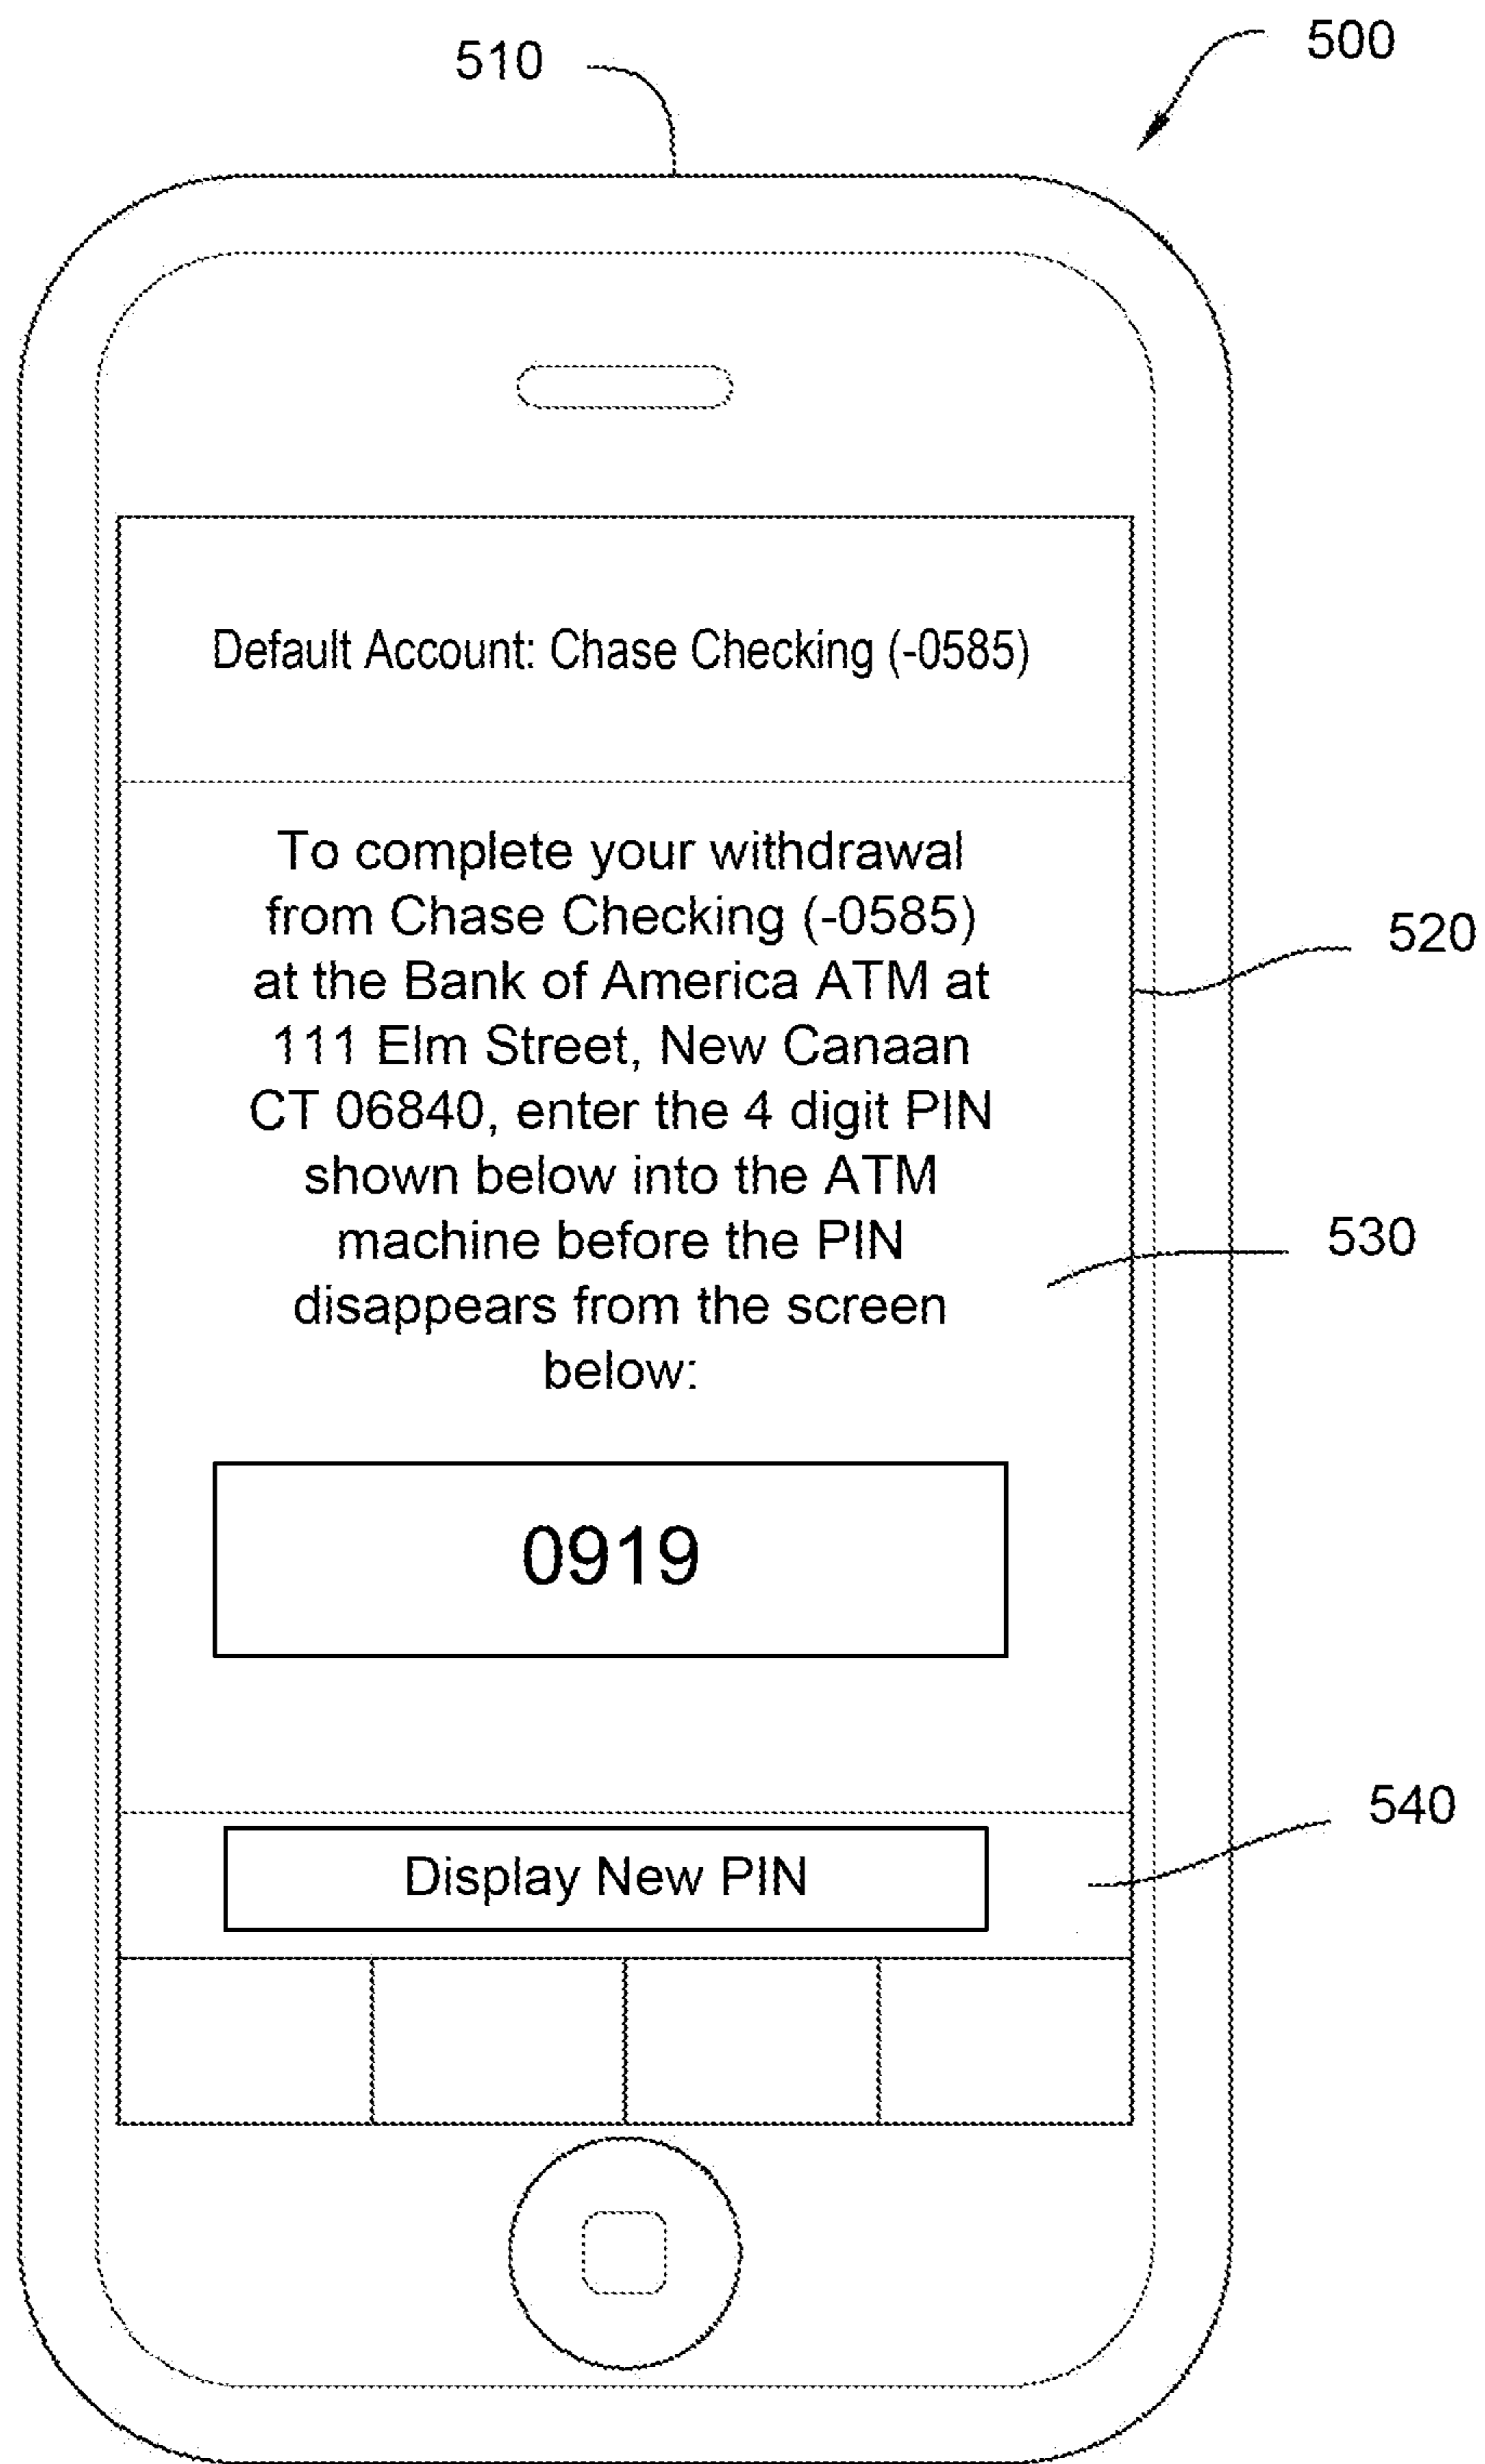 510
500
Default Account: Chase Checking (-0585)
To complete your withdrawal
from Chase Checking (-0585)
at the Bank of America ATM at
111 Elm Street, New Canaan
CT 06840, enter the 4 digit PIN
shown below into the ATM
machine before the PIN
disappears from the screen
below:
520
530
0919
540
Display New PIN